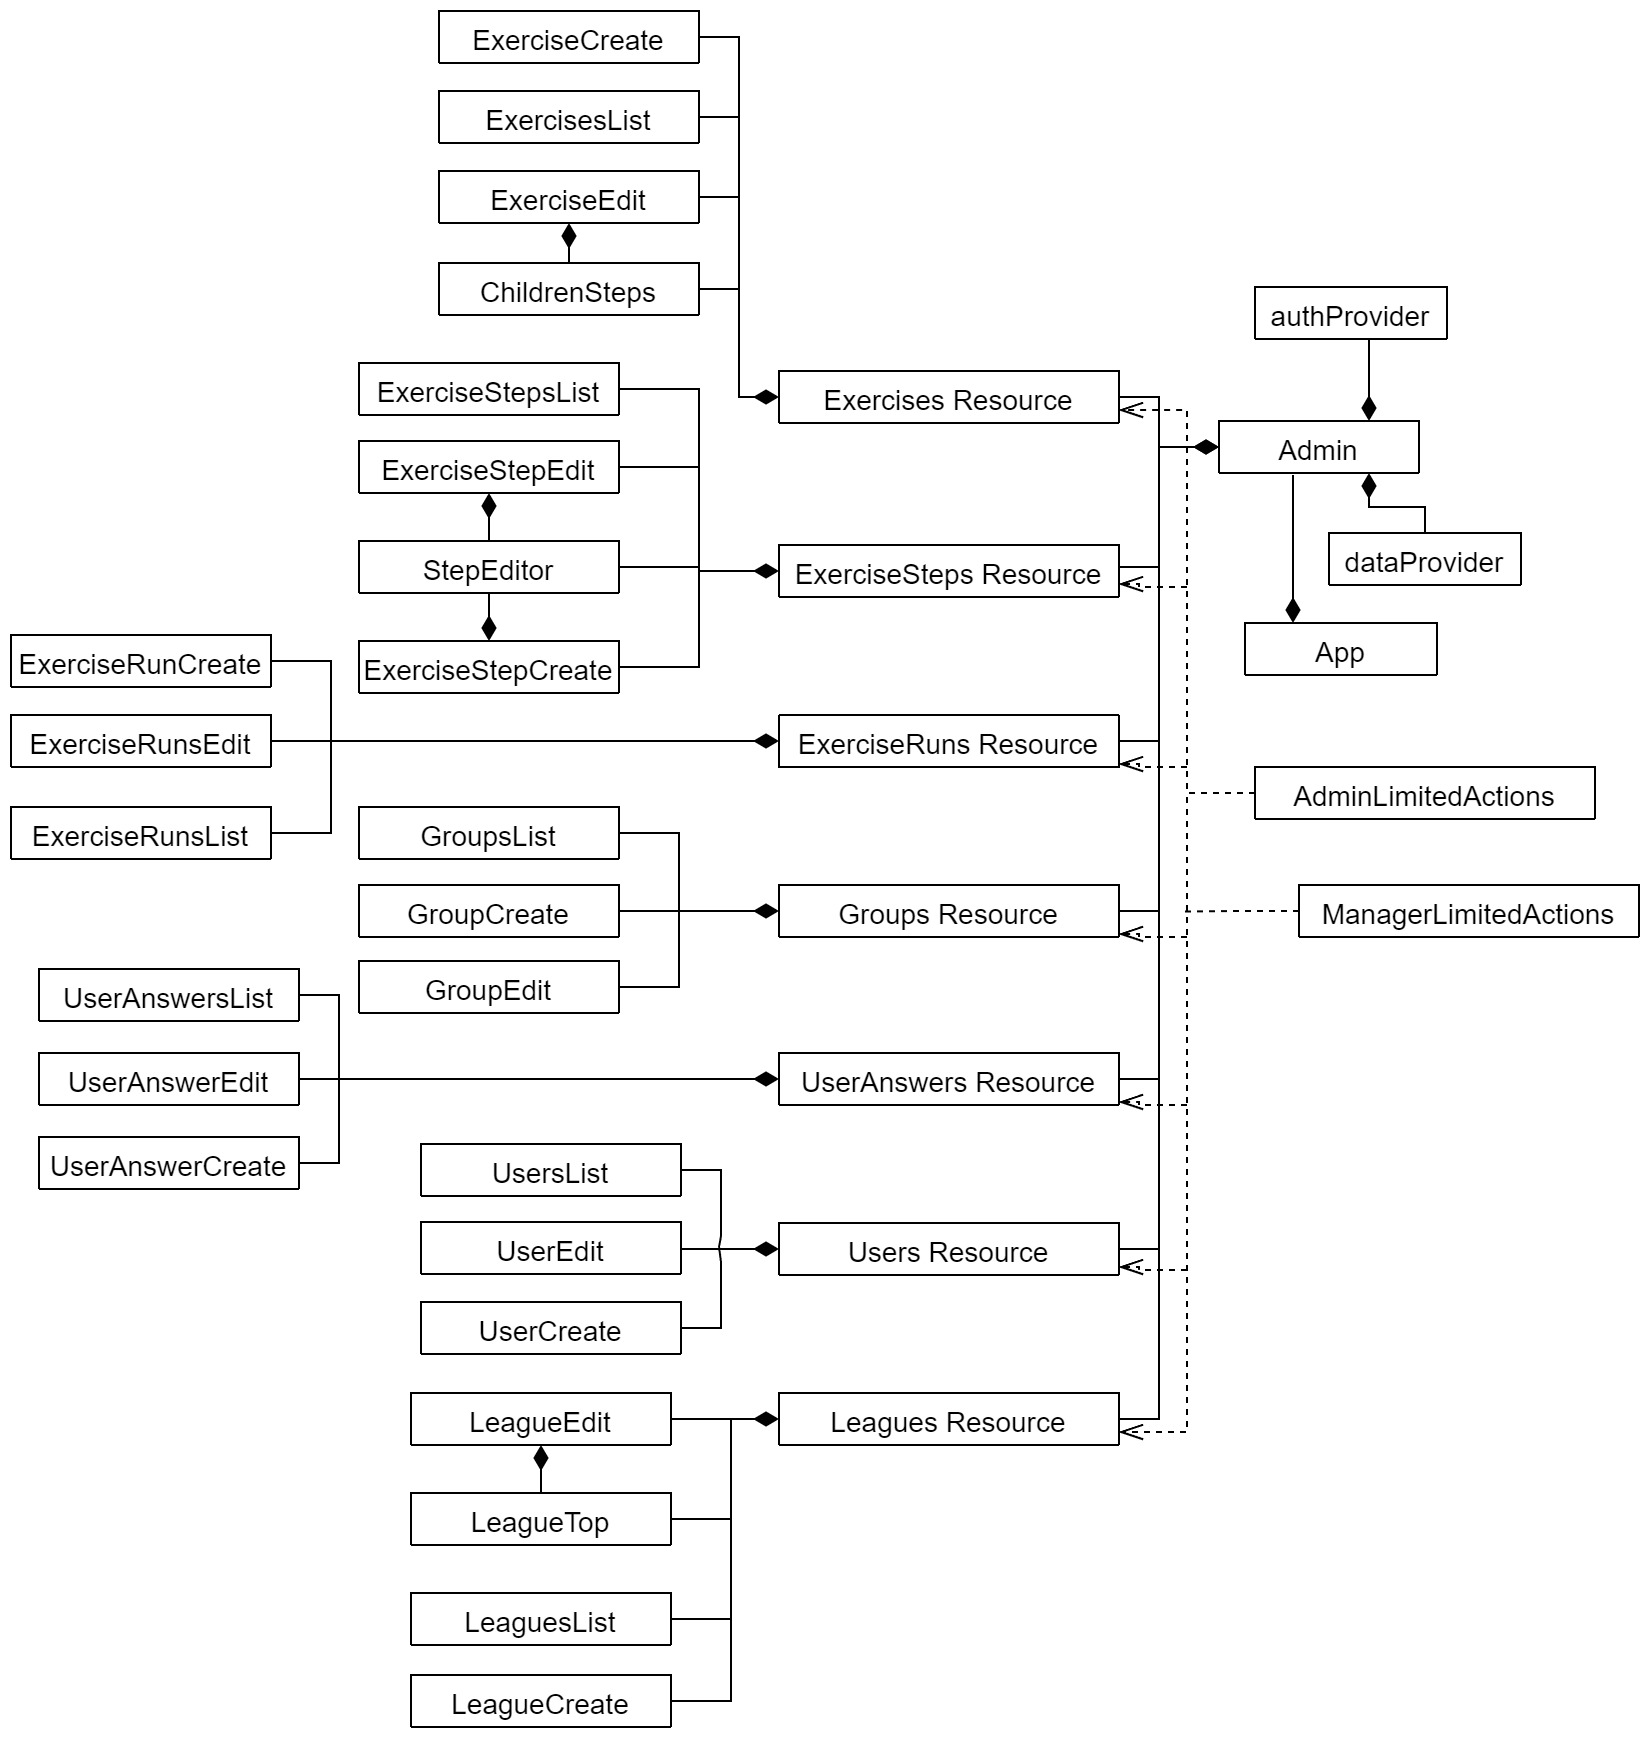 ExerciseCreate
ExercisesList
ExerciseEdit
ChildrenSteps
authProvider
ExerciseStepsList
Exercises Resource
Admin
ExerciseStepEdit
dataProvider
StepEditor
ExerciseSteps Resource
App
ExerciseRunCreate
ExerciseStepCreate
ExerciseRunsEdit
ExerciseRuns Resource
AdminLimitedActions
ExerciseRunsList
GroupsList
GroupCreate
Groups Resource
ManagerLimitedActions
GroupEdit
UserAnswersList
UserAnswerEdit
UserAnswers Resource
UserAnswerCreate
UsersList
UserEdit
Users Resource
UserCreate
LeagueEdit
Leagues Resource
LeagueTop
LeaguesList
LeagueCreate